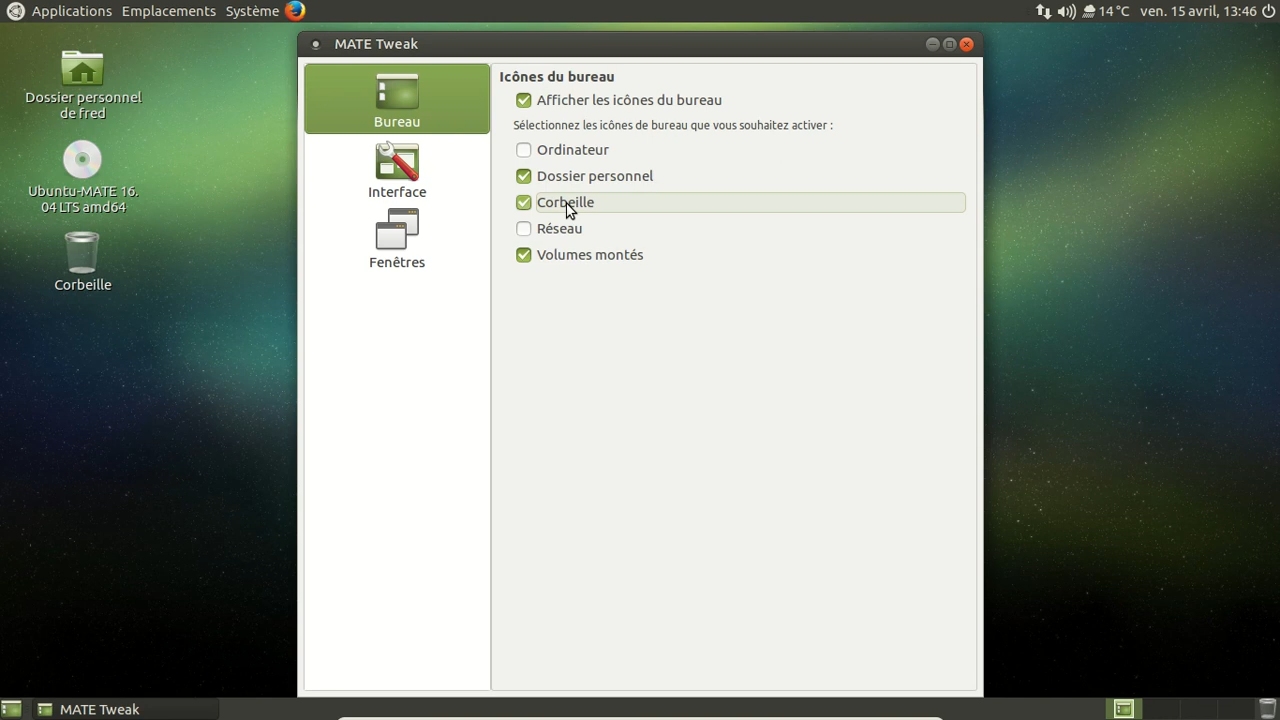 Applications Emplacements Système
14 °C ven. 15 avril, 13:46
Dossier personnel
de fred
Ubuntu-MATE 16.
04 LTS amd64
Corbeille
MATE Tweak
Bureau
Interface
Fenêtres
Icônes du bureau
Afficher les icônes du bureau
Sélectionnez les icônes de bureau que vous souhaitez activer :
Ordinateur
Dossier personnel
Corbeille
Réseau
Volumes montés
MATE Tweak